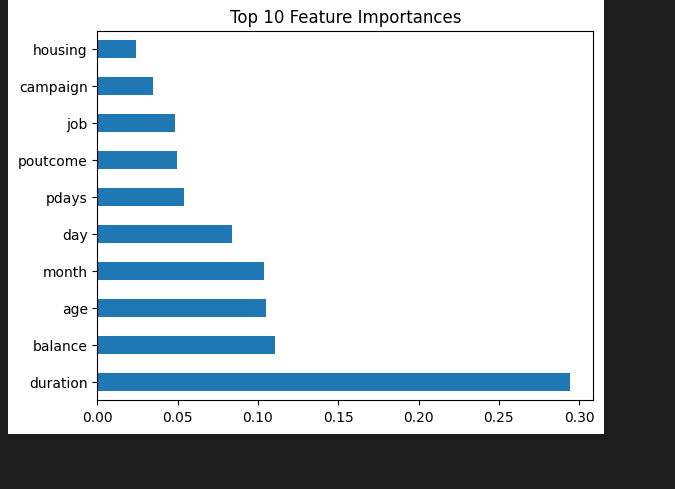 Top 10 Feature Importances
housing
campaign
job
poutcome
pdays
day
month
age
balance
duration
0.00 0.05 0.10 0.15 0.20 0.25 0.30